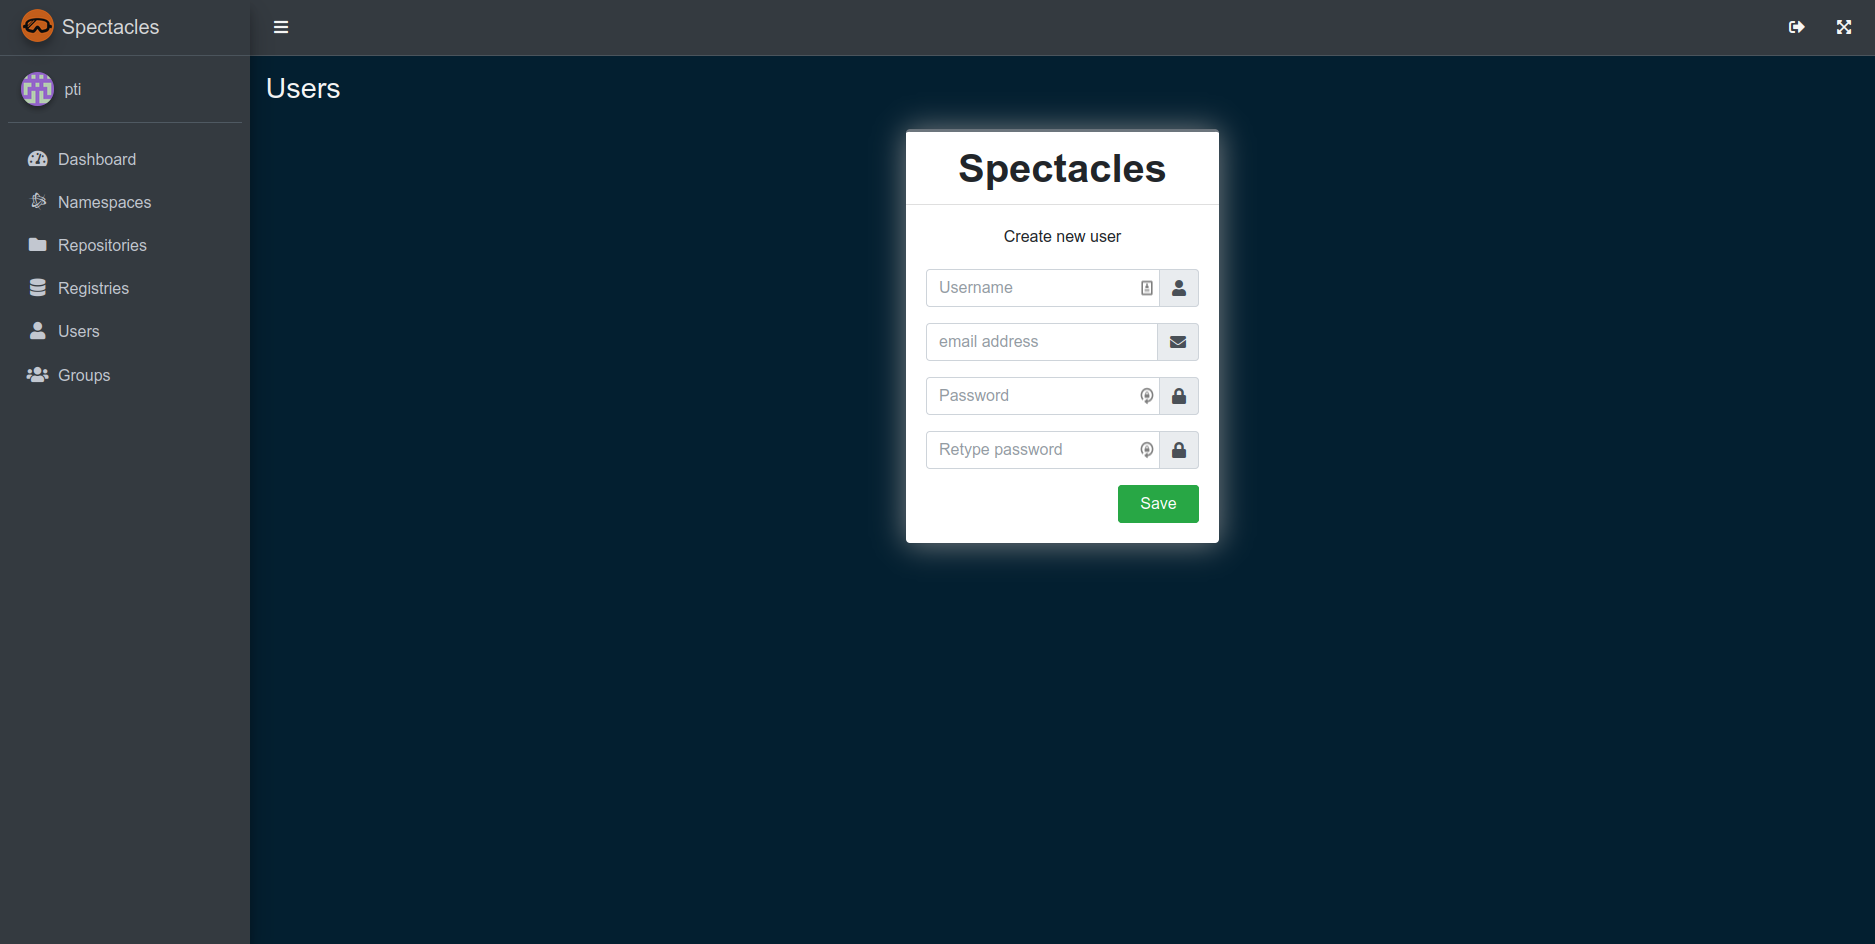 Spectacles
pti
Dashboard
Namespaces
Repositories
Registries
Users
Groups
Users
Spectacles
Create new user
Username
email address
Password
Retype password
Save